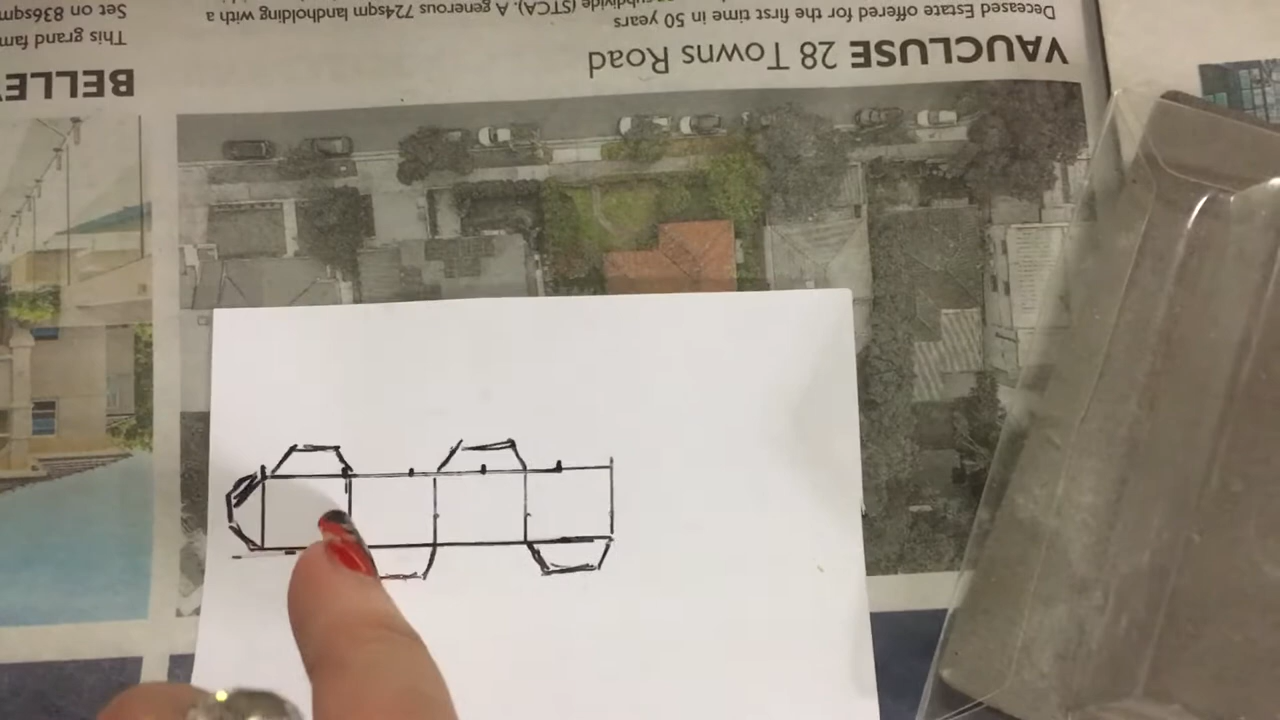 VAUCLUSE 28 Towns Road
Deceased Estate offered for the first time in 50 years
subdivide (STCA). A generous 724sqm landholding with a
BELLE
This grand fam
Set on 836sqm